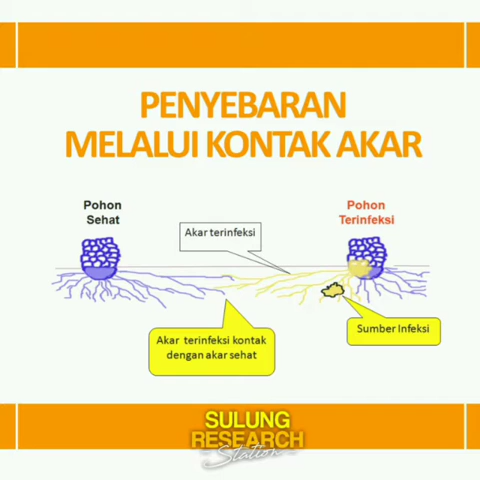 PENYEBARAN
MELALUI KONTAK AKAR
Pohon
Sehat
Pohon
Terinfeksi
Akar terinfeksi
Akar terinfeksi kontak
dengan akar sehat
Sumber Infeksi
SULUNG
RESEARCH
Station